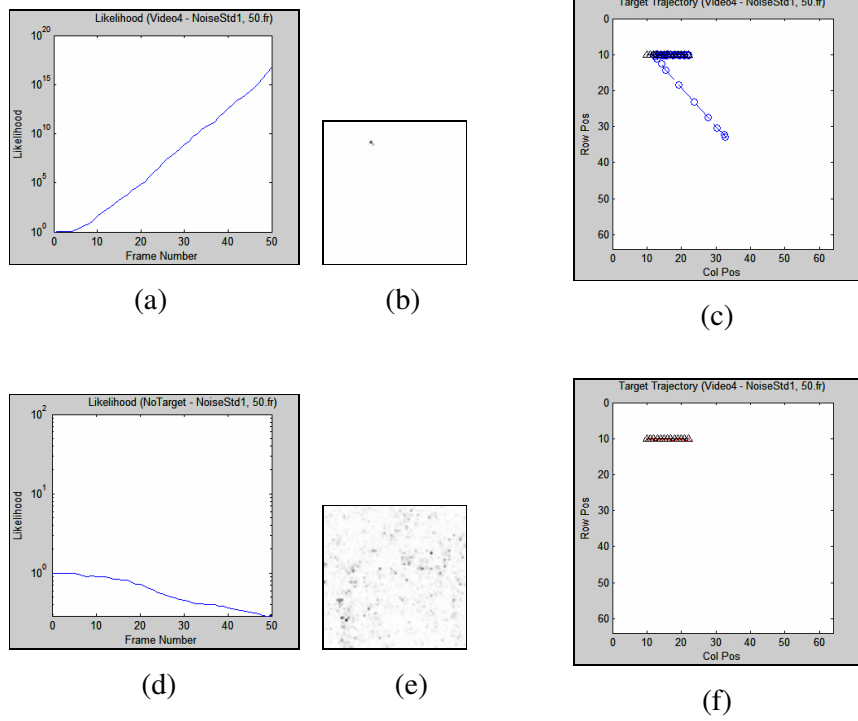 Likelihood (Video4 - NoiseStd1, 50.fr)
10^20
10^15
10^10
10^5
10^0
Likelihood
0 10 20 30 40 50
Frame Number
(a)
(b)
Target Trajectory (Video4 - NoiseStd1, 50.fr)
0
10
20
30
40
50
60
Row Pos
0 10 20 30 40 50 60
Col Pos
(c)
Likelihood (NoTarget - NoiseStd1, 50.fr)
10^2
10^1
10^0
Likelihood
0 10 20 30 40 50
Frame Number
(d)
(e)
Target Trajectory (Video4 - NoiseStd1, 50.fr)
0
10
20
30
40
50
60
Row Pos
0 10 20 30 40 50 60
Col Pos
(f)